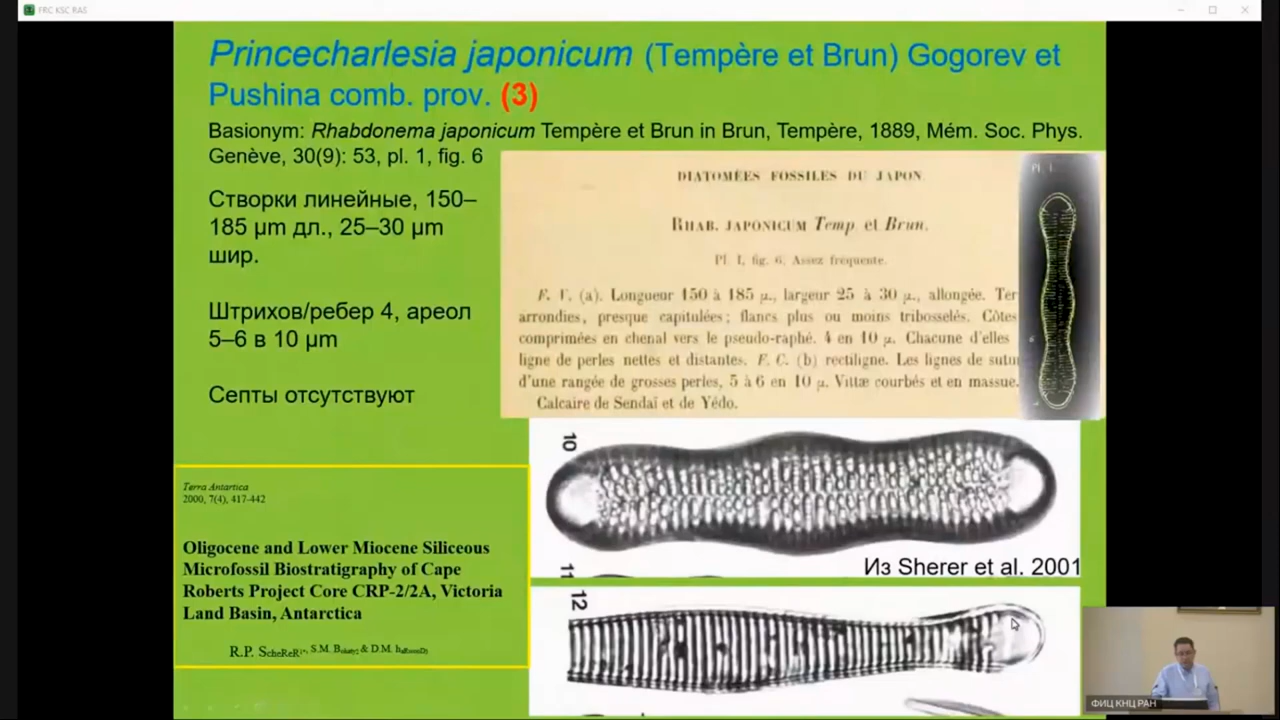 FRC KSC RAS
Princecharlesia japonicum (Tempère et Brun) Gogorev et
Pushina comb. prov. (3)
Basionym: Rhabdonema japonicum Tempère et Brun in Brun, Tempère, 1889, Mém. Soc. Phys.
Genève, 30(9): 53, pl. 1, fig. 6
Створки линейные, 150–
185 μm дл., 25–30 μm
шир.
Штрихов/ребер 4, ареол
5–6 в 10 μm
Септы отсутствуют
DIATOMÉES FOSSILES DU JAPON
RHAB. JAPONICUM Temp et Brun.
Pl. I, fig. 6. Assez frequente.
F. V. (a). Longueur 150 à 185 μ., largeur 25 à 30 μ., allongée. Ter
arrondies, presque capitulées; flancs plus ou moins tribosselés. Côtes
comprimées en chenal vers le pseudo-raphé. 4 en 10 μ. Chacune d'elles
ligne de perles nettes et distantes. F. C. (b) rectiligne. Les lignes de sutu
d'une rangée de grosses perles, 5 à 6 en 10 μ. Vittæ courbés et en massue.
Calcaire de Sendaï et de Yédo.
Pl. I
6
10
Из Sherer et al. 2001
11
12
Terra Antartica
2000, 7(4), 417-442
Oligocene and Lower Miocene Siliceous
Microfossil Biostratigraphy of Cape
Roberts Project Core CRP-2/2A, Victoria
Land Basin, Antarctica
R.P. ScheReR
& D.M.
ФИЦ КНЦ РАН